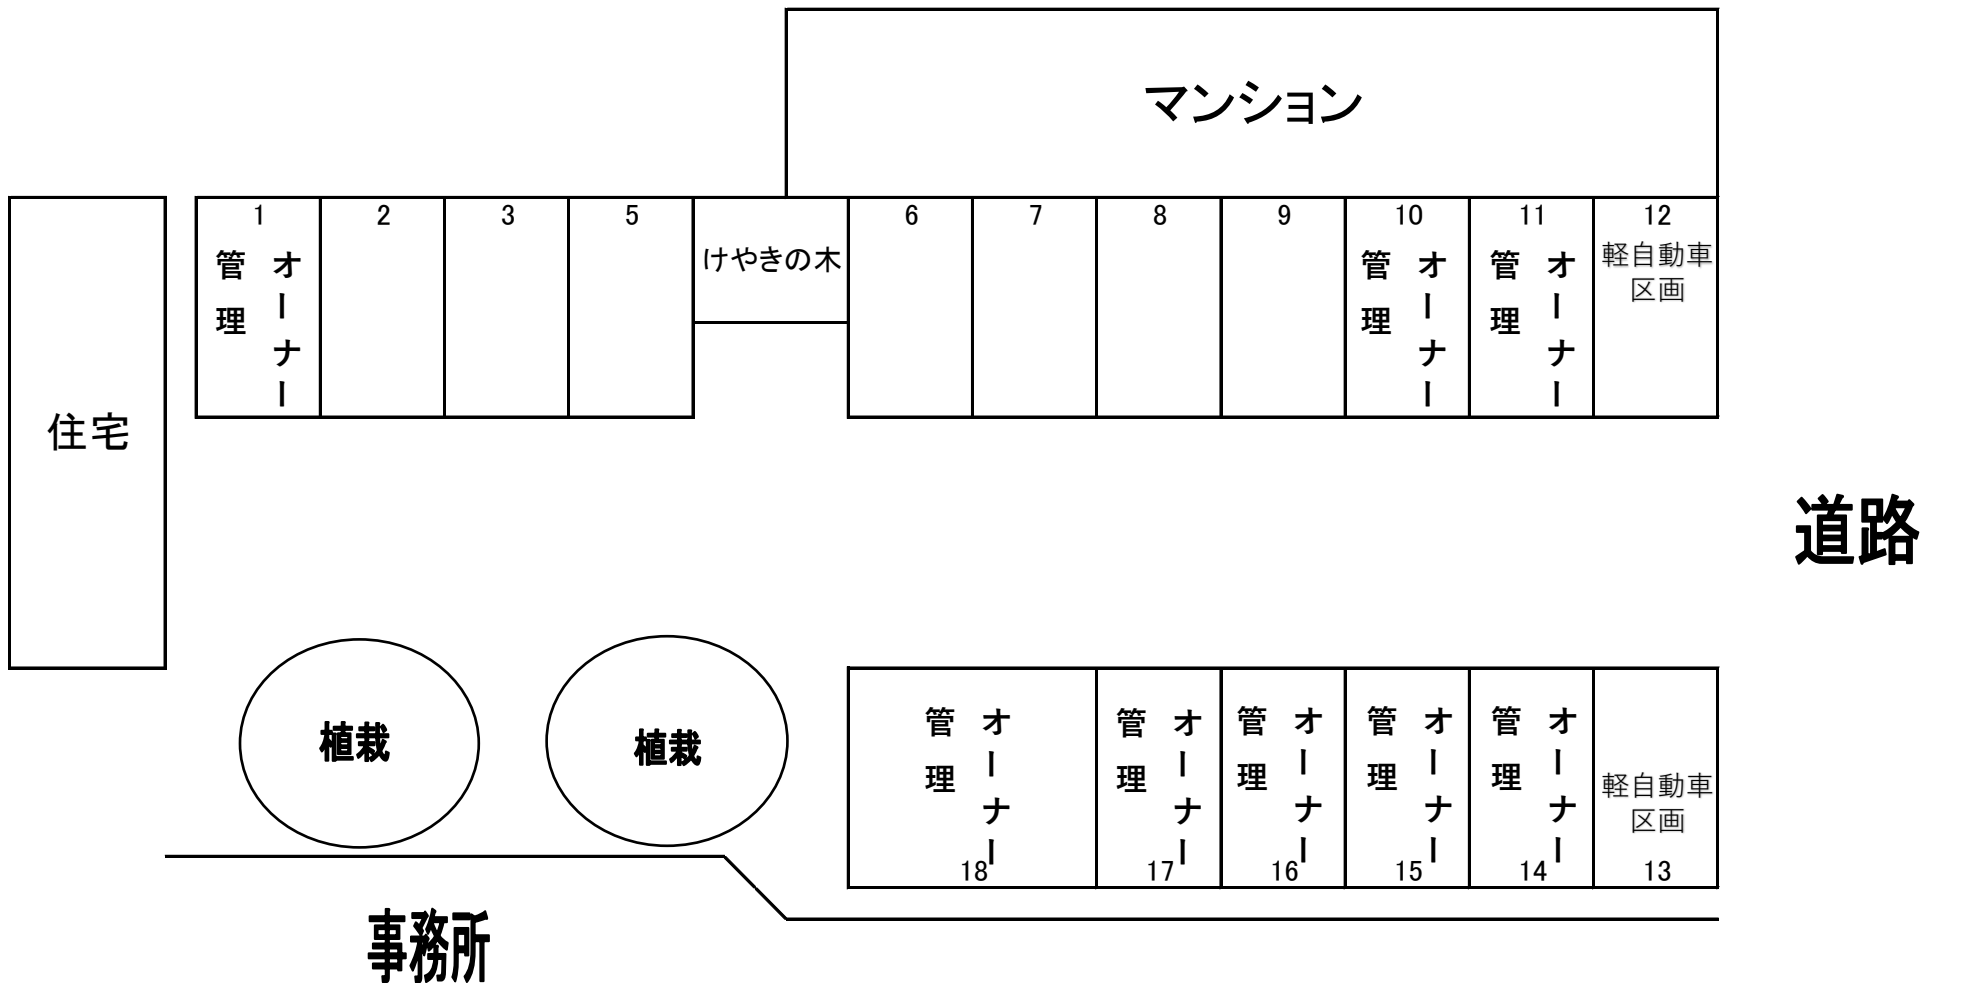 マンション
1
2
3
5
けやきの木
6
7
8
9
10
11
12
オーナー
管理
オーナー
管理
オーナー
管理
軽自動車
区画
住宅
道路
植栽
植栽
オーナー
管理
18
オーナー
管理
17
オーナー
管理
16
オーナー
管理
15
オーナー
管理
14
軽自動車
区画
13
事務所